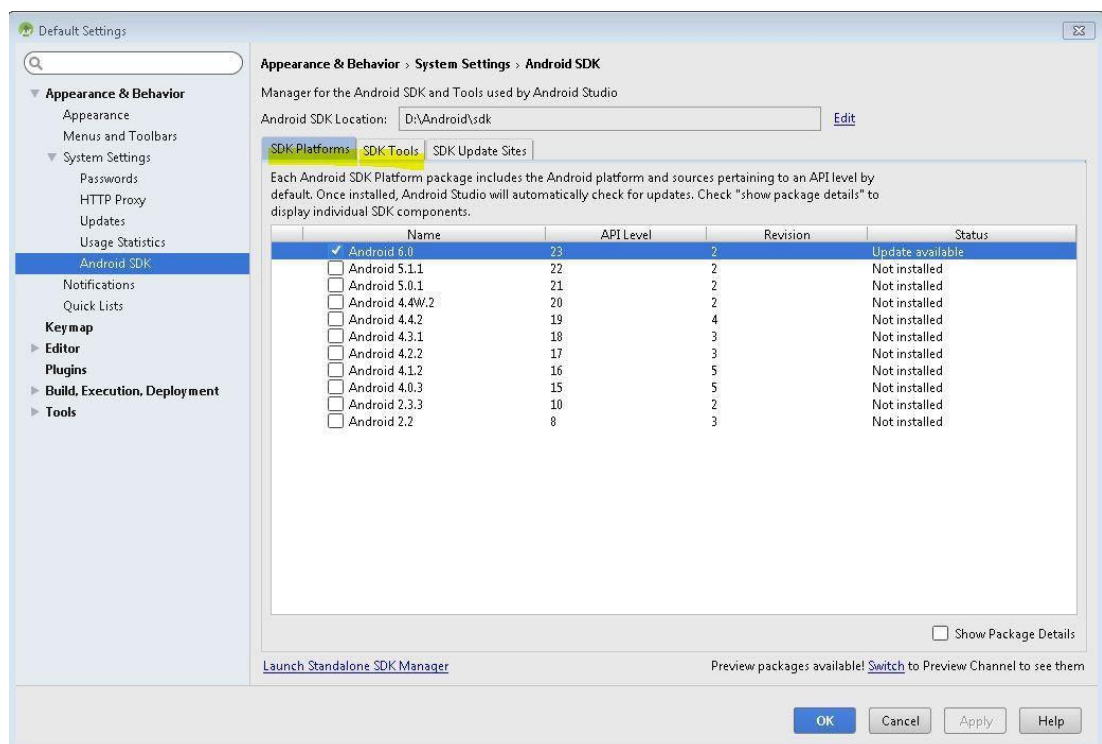 Default Settings
Appearance & Behavior › System Settings › Android SDK
Appearance & Behavior
Appearance
Menus and Toolbars
System Settings
Passwords
HTTP Proxy
Updates
Usage Statistics
Android SDK
Notifications
Quick Lists
Keymap
Editor
Plugins
Build, Execution, Deployment
Tools
Manager for the Android SDK and Tools used by Android Studio
Android SDK Location: D:\Android\sdk Edit
SDK Platforms SDK Tools SDK Update Sites
Each Android SDK Platform package includes the Android platform and sources pertaining to an API level by
default. Once installed, Android Studio will automatically check for updates. Check "show package details" to
display individual SDK components.
Name API Level Revision Status
Android 6.0 23 2 Update available
Android 5.1.1 22 2 Not installed
Android 5.0.1 21 2 Not installed
Android 4.4W.2 20 2 Not installed
Android 4.4.2 19 4 Not installed
Android 4.3.1 18 3 Not installed
Android 4.2.2 17 3 Not installed
Android 4.1.2 16 5 Not installed
Android 4.0.3 15 5 Not installed
Android 2.3.3 10 2 Not installed
Android 2.2 8 3 Not installed
Show Package Details
Launch Standalone SDK Manager Preview packages available! Switch to Preview Channel to see them
OK Cancel Apply Help